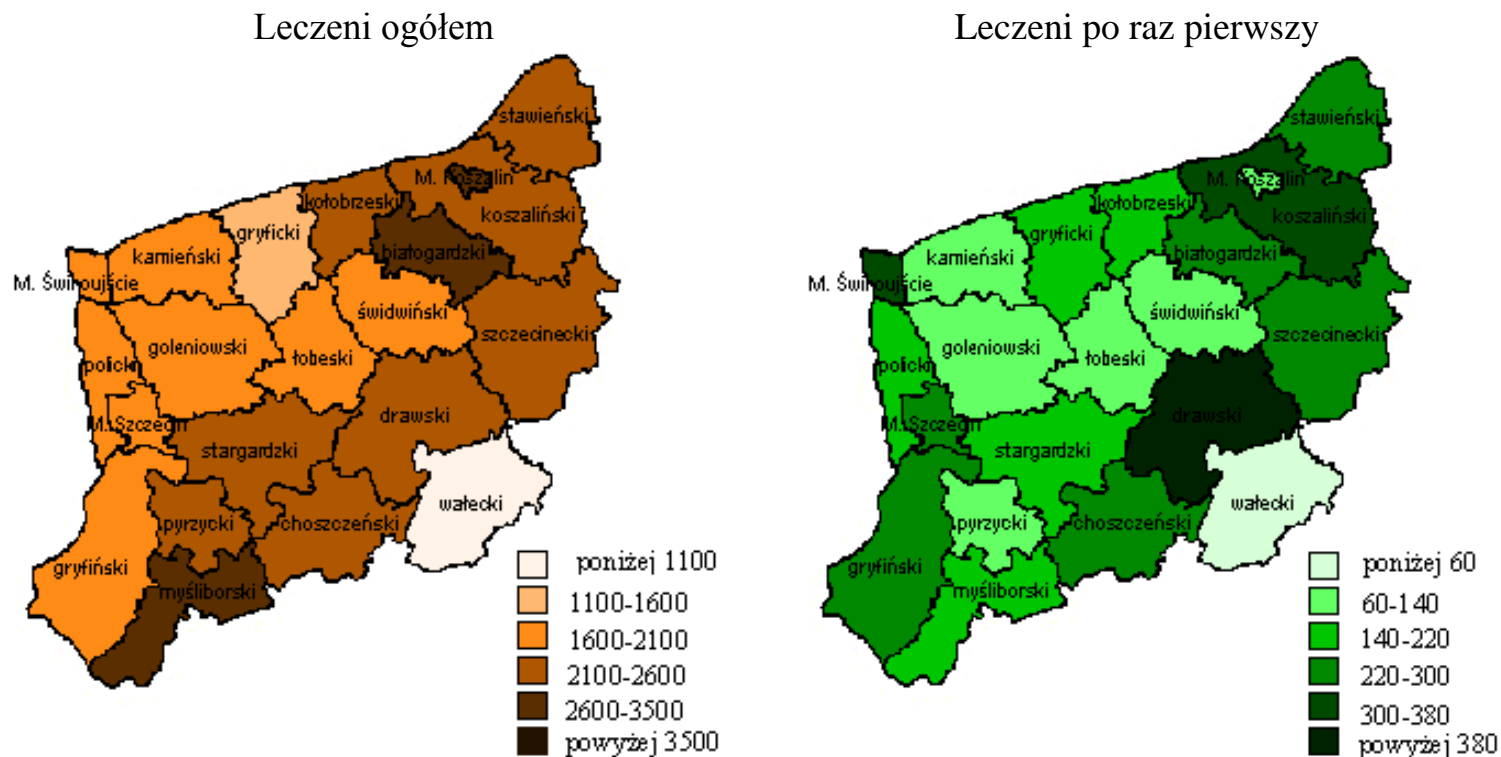 Leczeni ogółem
stawieński
M. Koszalin
kołobrzeski
koszaliński
gryficki
białogardzki
kamieński
M. Świnoujście
świdwiński
szczecinecki
goleniowski
łobeski
policki
drawski
M. Szczecin
stargardzki
wałecki
pyrzycki
choszczeński
gryfiński
myśliborski
poniżej 1100
1100-1600
1600-2100
2100-2600
2600-3500
powyżej 3500
Leczeni po raz pierwszy
stawieński
M. Koszalin
kołobrzeski
koszaliński
gryficki
białogardzki
kamieński
M. Świnoujście
świdwiński
szczecinecki
goleniowski
łobeski
policki
drawski
M. Szczecin
stargardzki
wałecki
pyrzycki
choszczeński
gryfiński
myśliborski
poniżej 60
60-140
140-220
220-300
300-380
powyżej 380